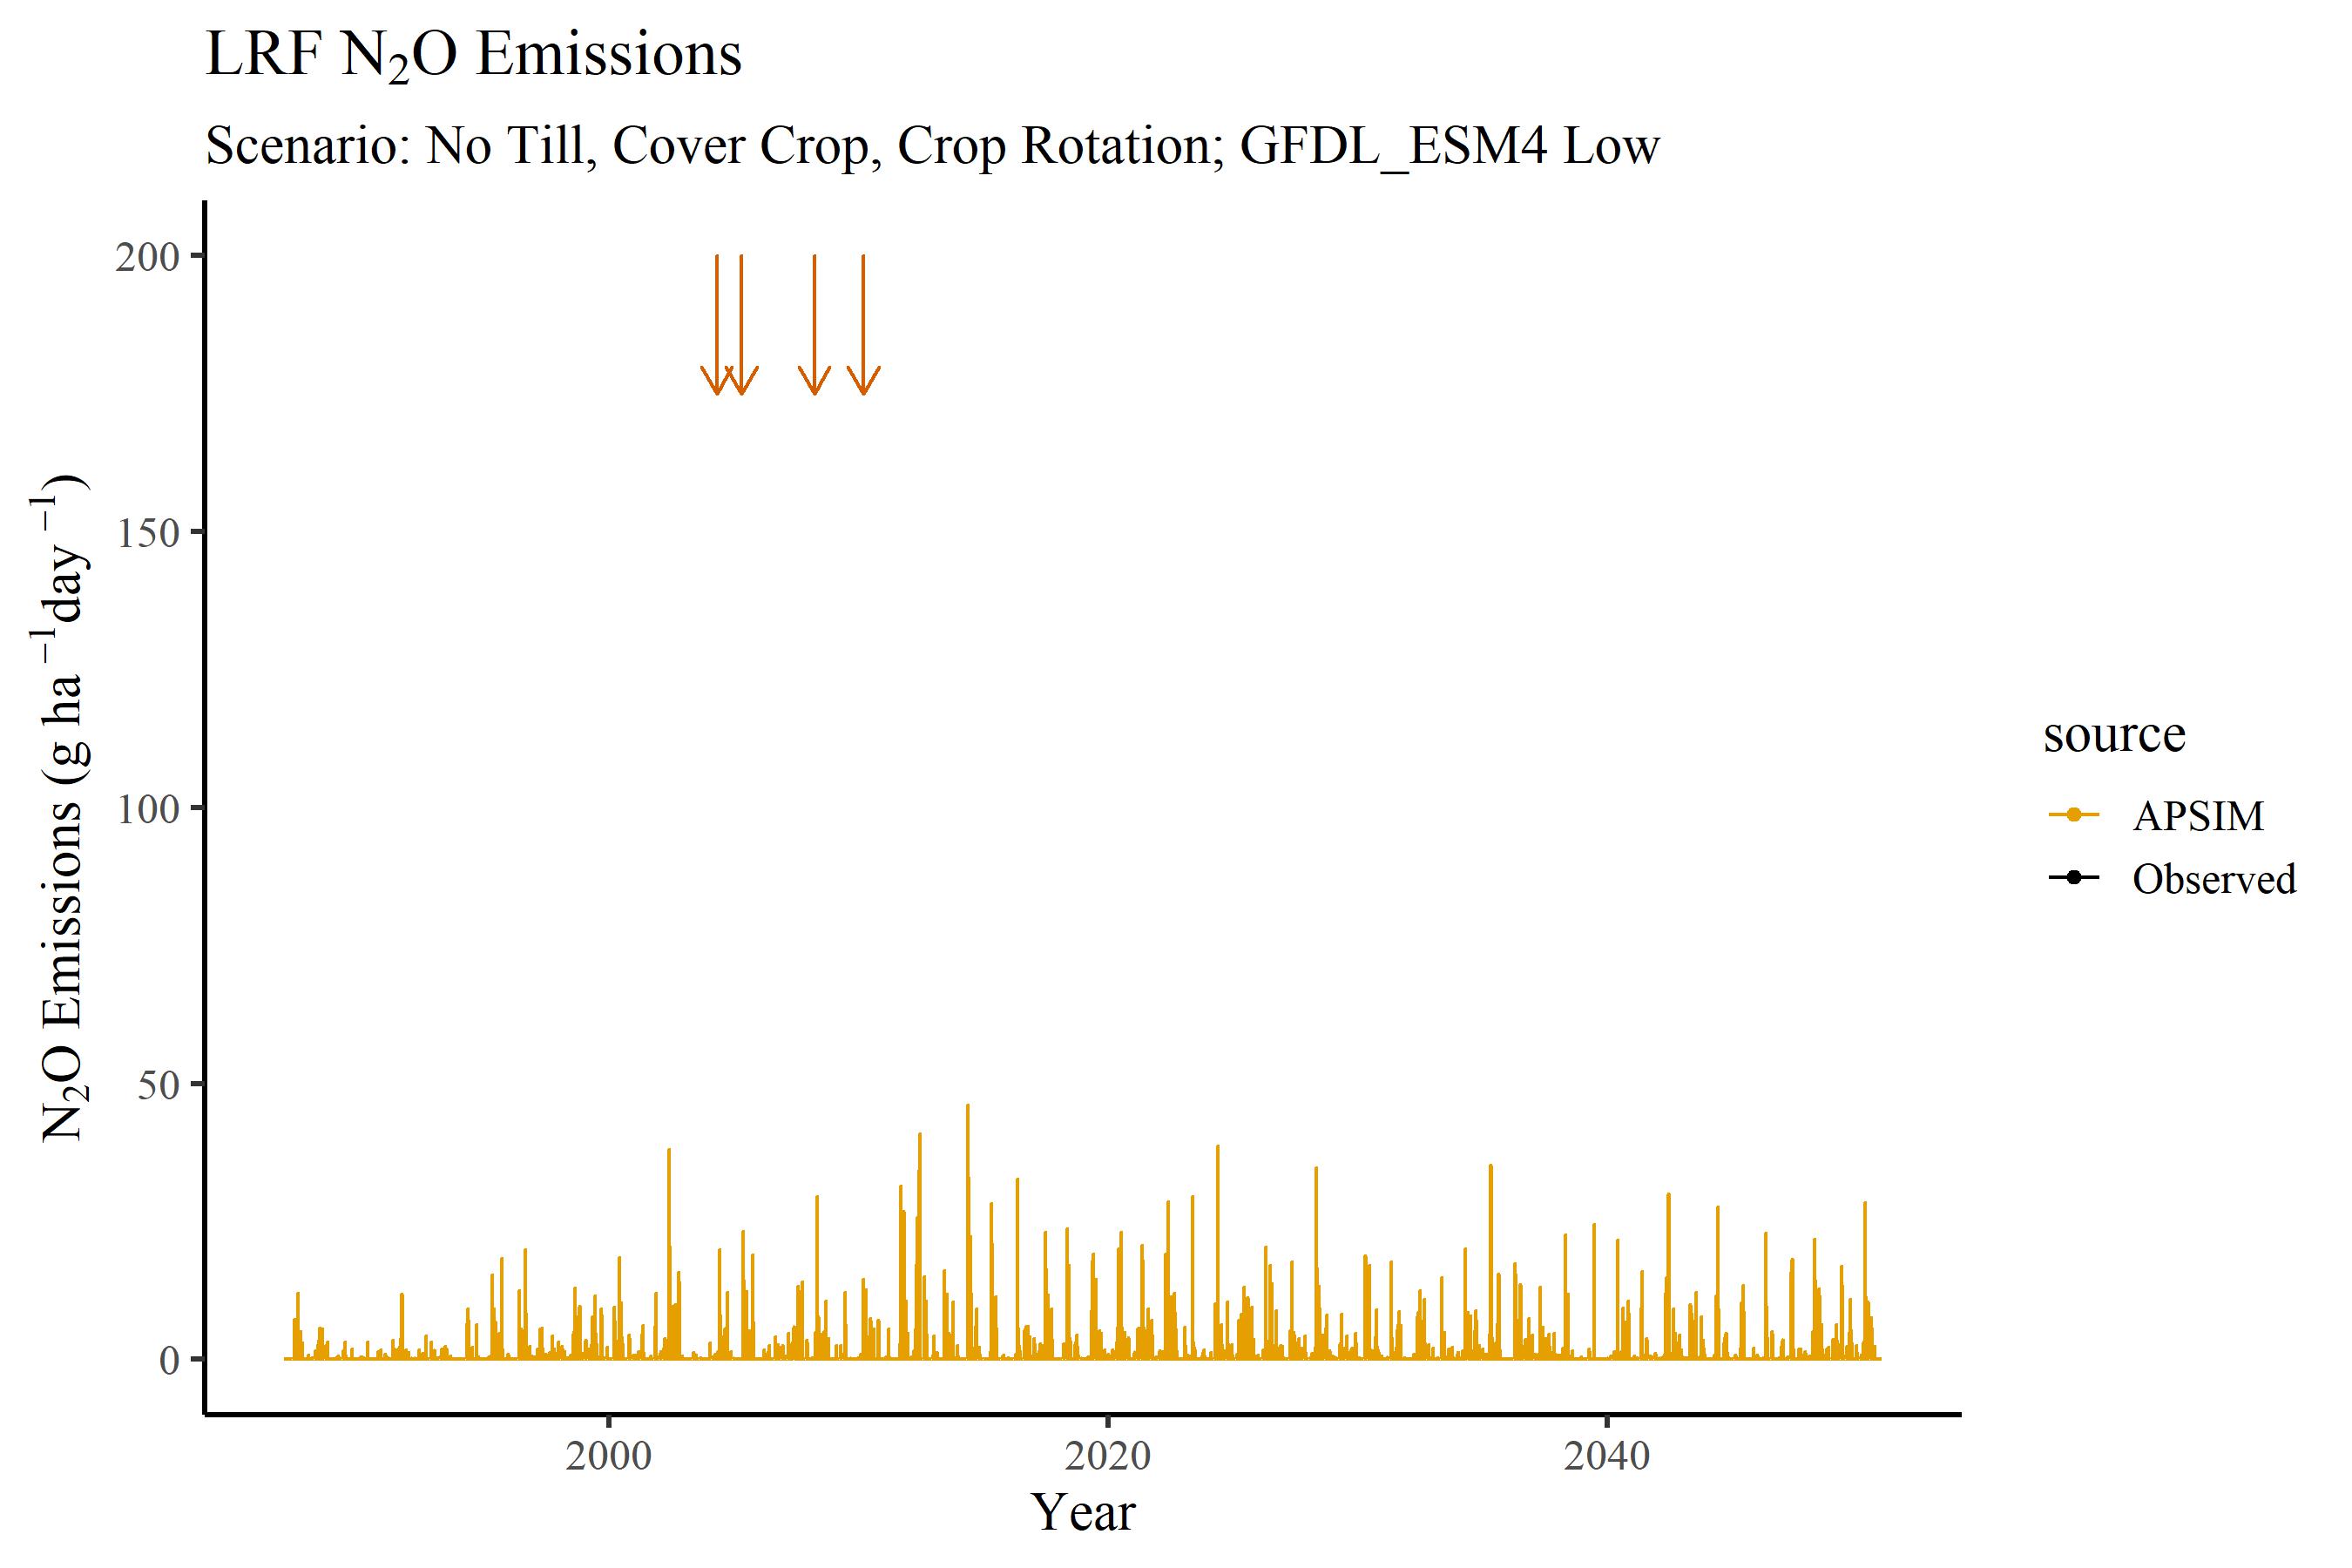 LRF N₂O Emissions
Scenario: No Till, Cover Crop, Crop Rotation; GFDL_ESM4 Low
N₂O Emissions (g ha ⁻¹day ⁻¹)
200
150
100
50
0
2000 2020 2040
Year
source
APSIM
Observed